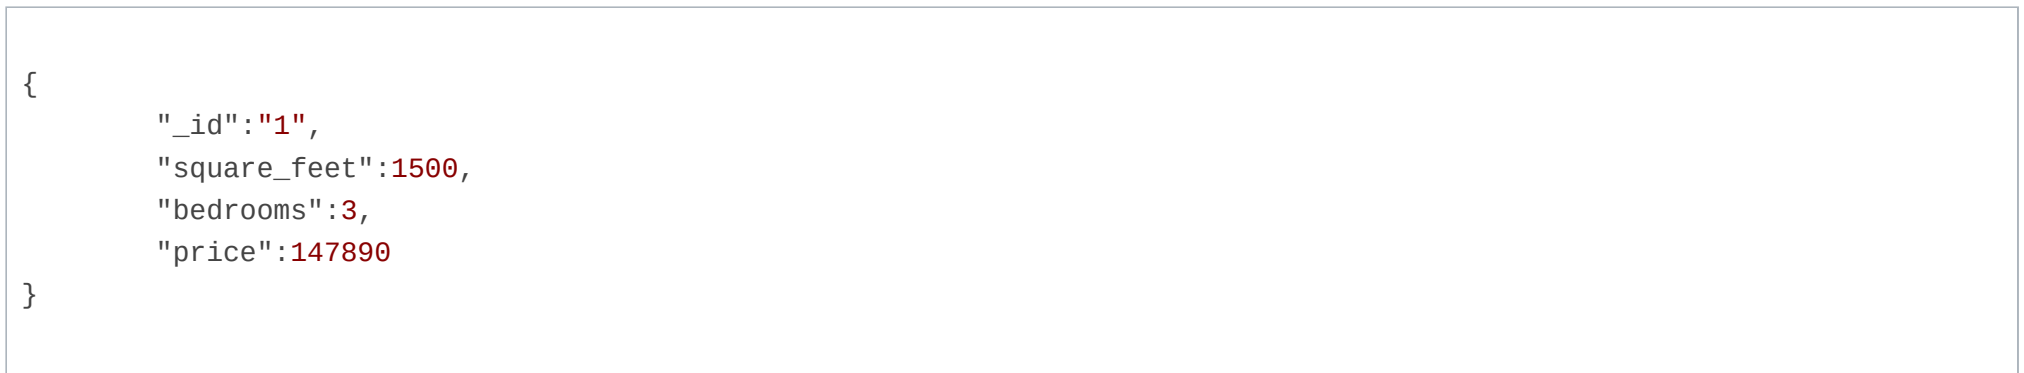 {
        "_id":"1",
        "square_feet":1500,
        "bedrooms":3,
        "price":147890
}